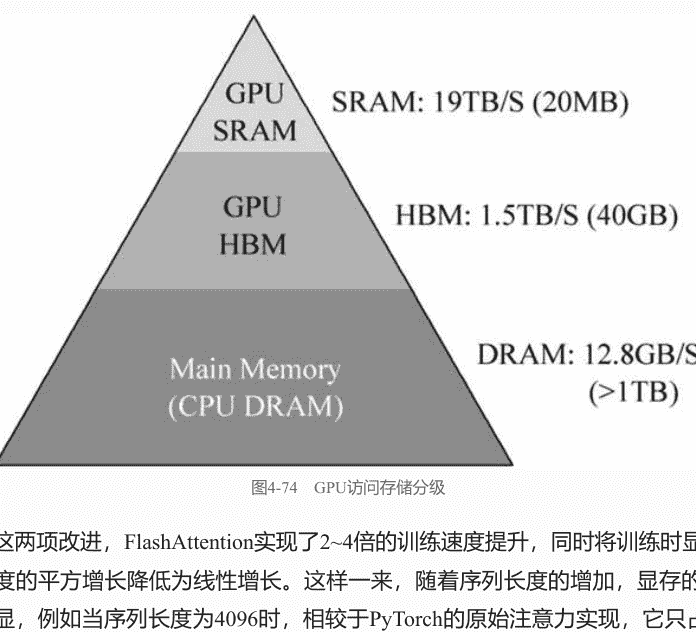 GPU
SRAM
SRAM: 19TB/S (20MB)
GPU
HBM
HBM: 1.5TB/S (40GB)
Main Memory
(CPU DRAM)
DRAM: 12.8GB/S
(>1TB)
图4-74 GPU访问存储分级
这两项改进，FlashAttention实现了2~4倍的训练速度提升，同时将训练时显
度的平方增长降低为线性增长。这样一来，随着序列长度的增加，显存的
显，例如当序列长度为4096时，相较于PyTorch的原始注意力实现，它只占